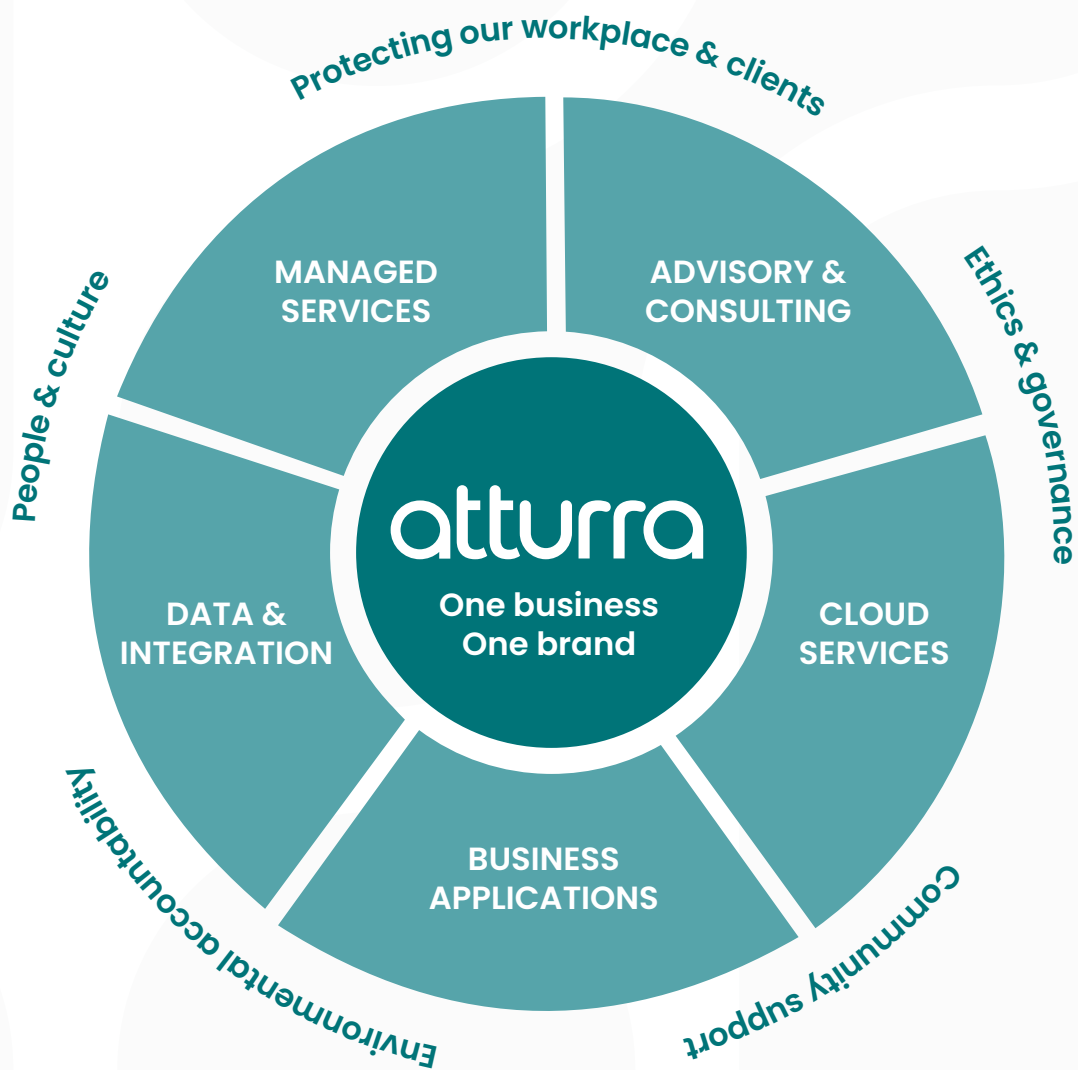 Protecting our workplace & clients
Ethics & governance
Community support
Environmental accountability
People & culture
MANAGED
SERVICES
ADVISORY &
CONSULTING
CLOUD
SERVICES
BUSINESS
APPLICATIONS
DATA &
INTEGRATION
atturra
One business
One brand